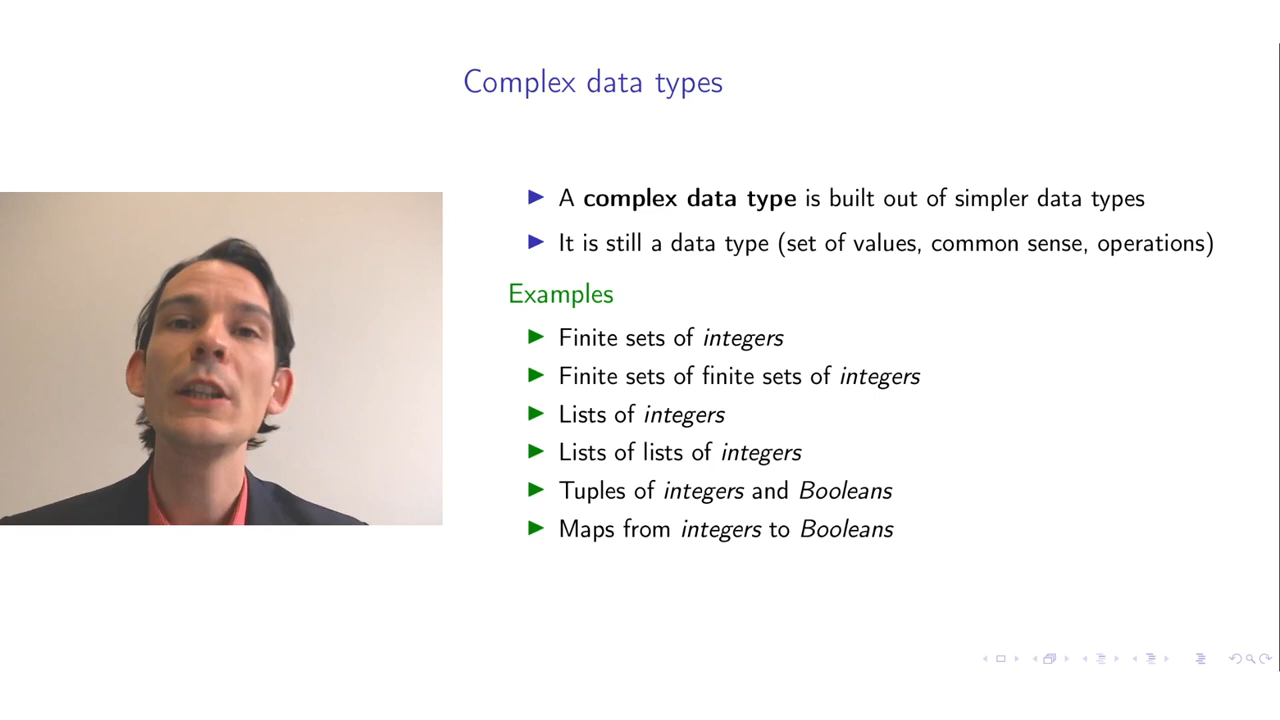 Complex data types
A complex data type is built out of simpler data types
It is still a data type (set of values, common sense, operations)
Examples
Finite sets of integers
Finite sets of finite sets of integers
Lists of integers
Lists of lists of integers
Tuples of integers and Booleans
Maps from integers to Booleans